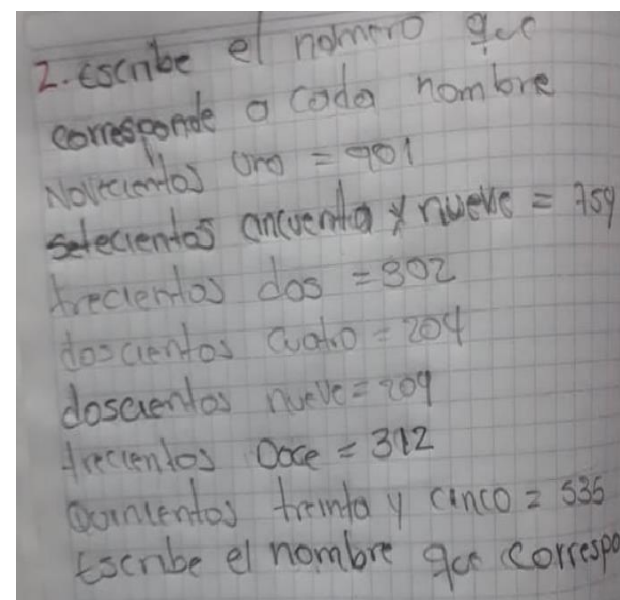 2. Escribe el nomero que
corresponde a cada nombre
Novecientos uno = 901
setecientos cincuenta y nueve = 759
trecientos dos = 302
doscientos cuatro = 204
doscientos nueve = 209
trecientos Doce = 312
Quinientos treinta y cinco = 535
Escribe el nombre que correspo